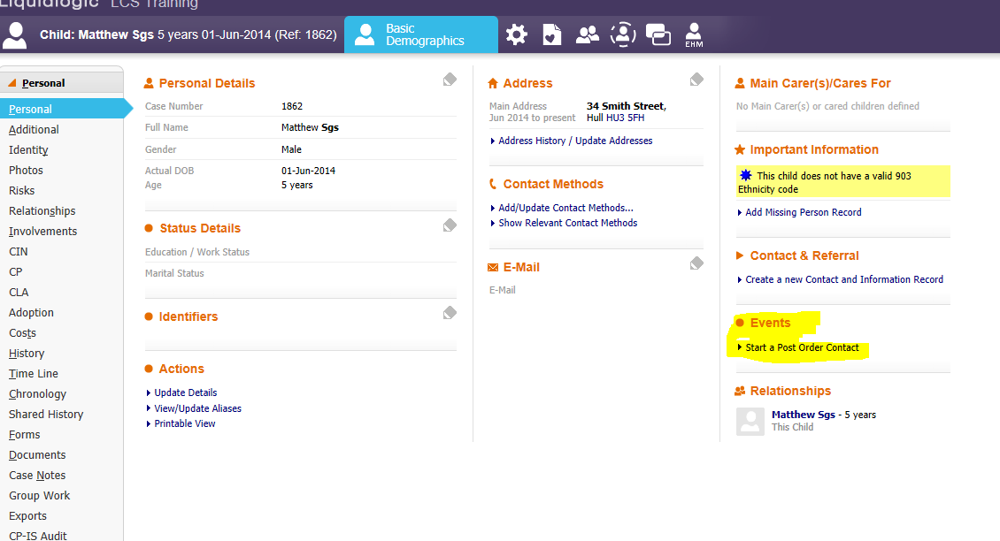 Liquidlogic LCS Training
Child: Matthew Sgs 5 years 01-Jun-2014 (Ref: 1862)
Basic
Demographics
EHM
Personal
Personal
Additional
Identity
Photos
Risks
Relationships
Involvements
CIN
CP
CLA
Adoption
Costs
History
Time Line
Chronology
Shared History
Forms
Documents
Case Notes
Group Work
Exports
CP-IS Audit
Personal Details
Case Number 1862
Full Name Matthew Sgs
Gender Male
Actual DOB 01-Jun-2014
Age 5 years
Status Details
Education / Work Status
Marital Status
Identifiers
Actions
Update Details
View/Update Aliases
Printable View
Address
Main Address 34 Smith Street,
Jun 2014 to present Hull HU3 5FH
Address History / Update Addresses
Contact Methods
Add/Update Contact Methods...
Show Relevant Contact Methods
E-Mail
E-Mail
Main Carer(s)/Cares For
No Main Carer(s) or cared children defined
Important Information
This child does not have a valid 903
Ethnicity code
Add Missing Person Record
Contact & Referral
Create a new Contact and Information Record
Events
Start a Post Order Contact
Relationships
Matthew Sgs - 5 years
This Child